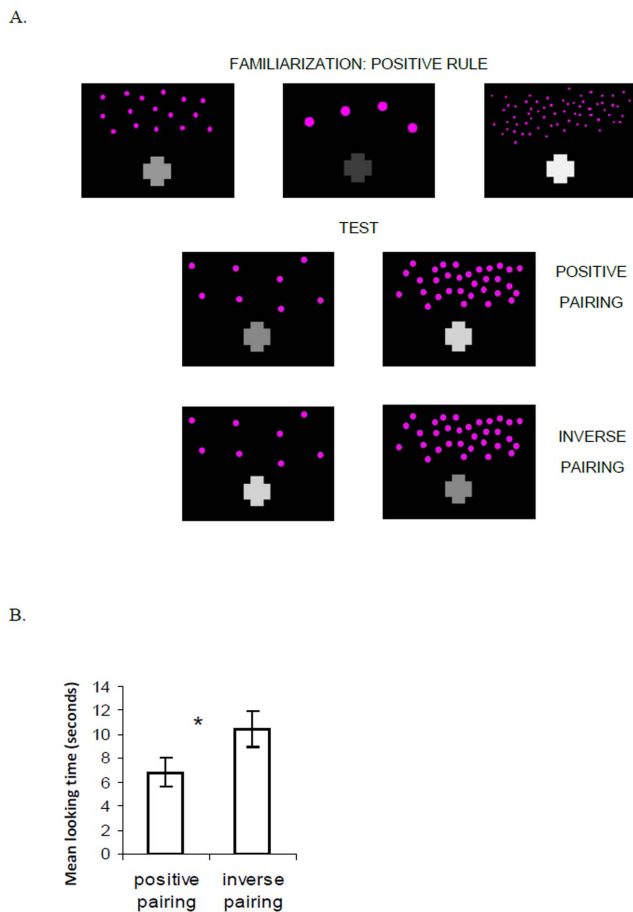 A.
FAMILIARIZATION: POSITIVE RULE
TEST
POSITIVE
PAIRING
INVERSE
PAIRING
B.
Mean looking time (seconds)
14
12
10
8
6
4
2
0
*
positive
pairing
inverse
pairing